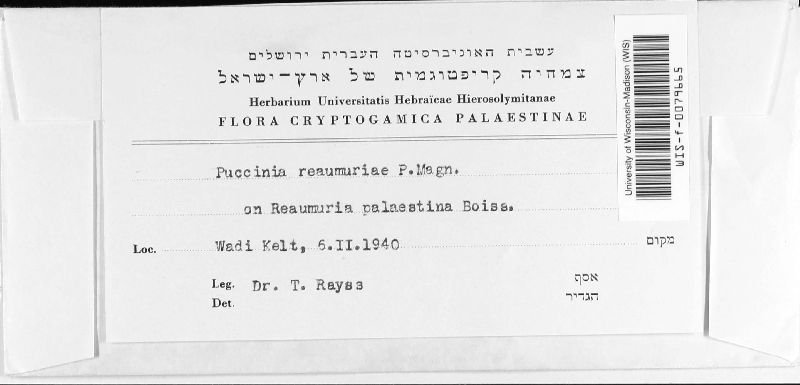 עשבית האוניברסיטה העברית ירושלים
צמחיה קריפטוגמית של ארץ-ישראל
Herbarium Universitatis Hebraïcae Hierosolymitanae
FLORA CRYPTOGAMICA PALAESTINAE
Puccinia reaumuriae P.Magn.
on Reaumuria palaestina Boiss.
Loc. Wadi Kelt, 6.II.1940 מקום
Leg. Dr. T. Rayss אסף
Det. הגדיר
University of Wisconsin-Madison (WIS)
WIS-f-0079665